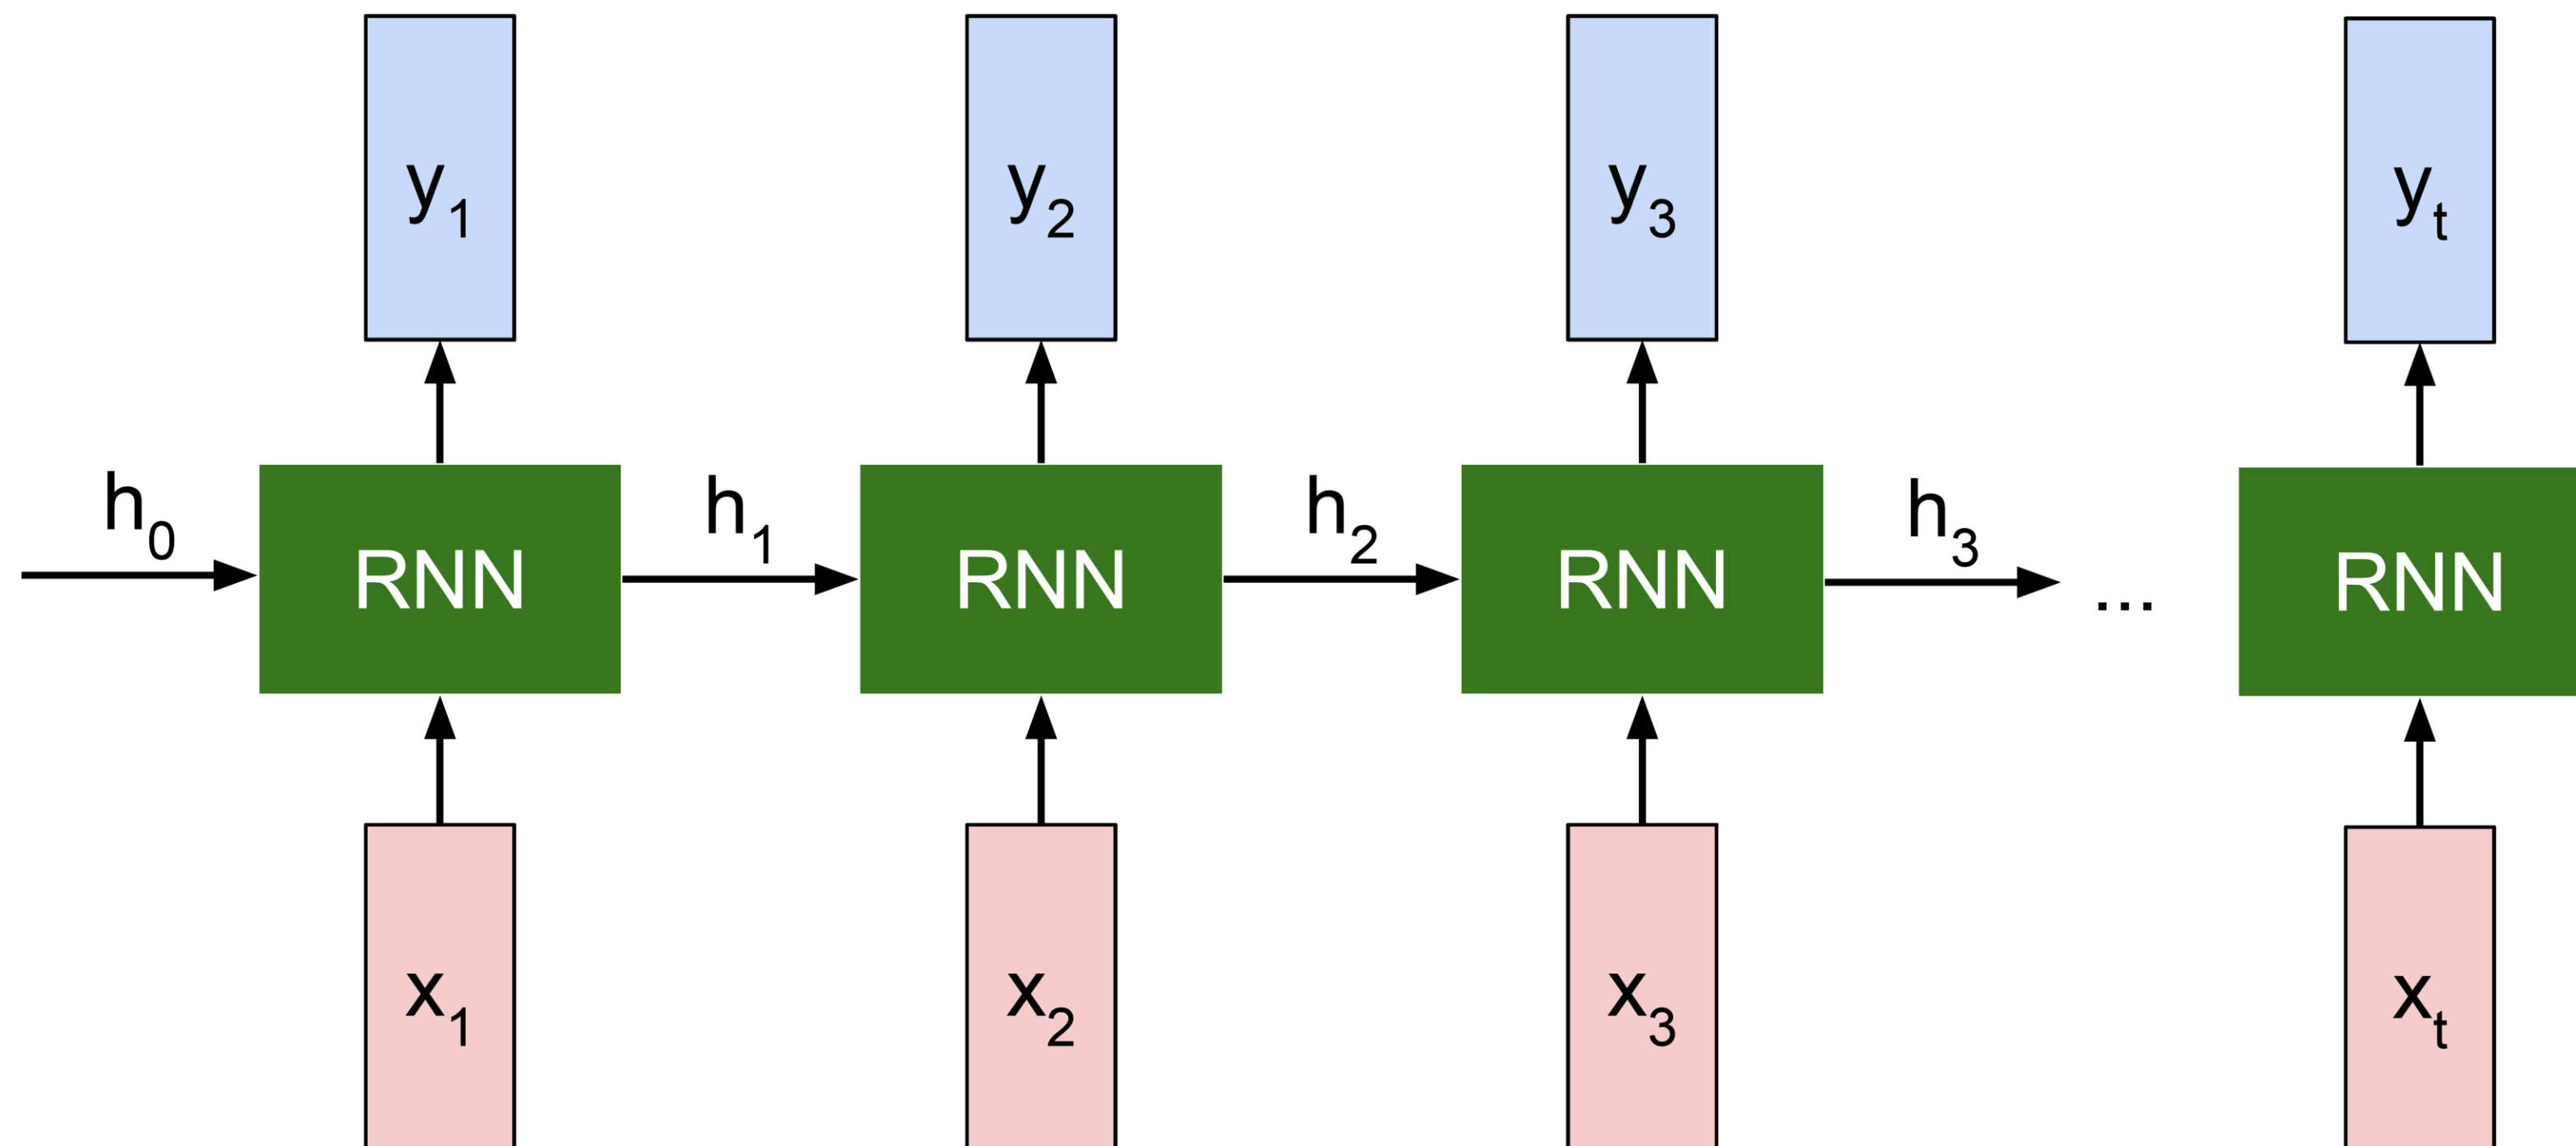 y1 y2 y3 yt
h0 h1 h2 h3
RNN RNN RNN ... RNN
x1 x2 x3 xt